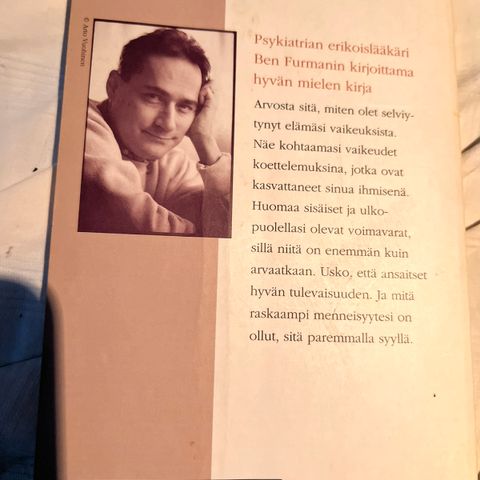 © Arto Vuohtinen
Psykiatrian erikoislääkäri
Ben Furmanin kirjoittama
hyvän mielen kirja
Arvosta sitä, miten olet selviy-
tynyt elämäsi vaikeuksista.
Näe kohtaamasi vaikeudet
koettelemuksina, jotka ovat
kasvattaneet sinua ihmisenä.
Huomaa sisäiset ja ulko-
puolellasi olevat voimavarat,
sillä niitä on enemmän kuin
arvaatkaan. Usko, että ansaitset
hyvän tulevaisuuden. Ja mitä
raskaampi menneisyytesi on
ollut, sitä paremmalla syyllä.